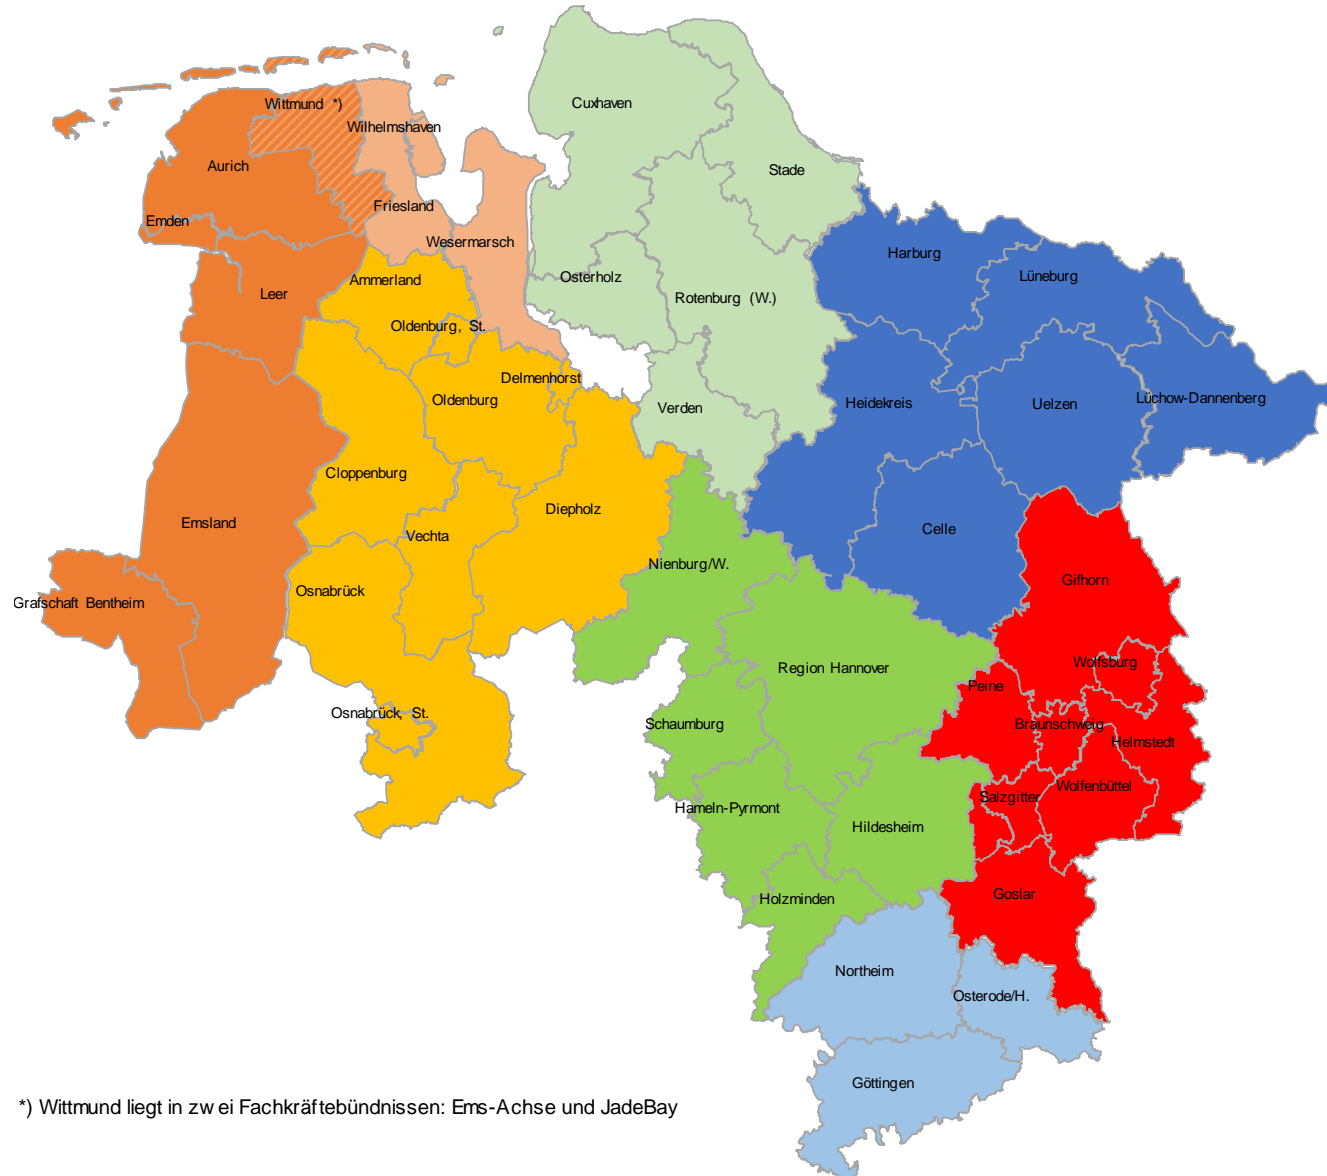 Cuxhaven
Wittmund *)
Wilhelmshaven
Aurich
Stade
Friesland
Emden
Wesermarsch
Harburg
Lüneburg
Osterholz
Ammerland
Leer
Rotenburg (W.)
Oldenburg, St.
Delmenhorst
Oldenburg
Verden
Heidekreis
Uelzen
Lüchow-Dannenberg
Cloppenburg
Diepholz
Emsland
Celle
Vechta
Nienburg/W.
Gifhorn
Osnabrück
Grafschaft Bentheim
Wolfsburg
Region Hannover
Peine
Osnabrück, St.
Schaumburg
Braunschweig
Helmstedt
Wolfenbüttel
Salzgitter
Hameln-Pyrmont
Hildesheim
Goslar
Holzminden
Northeim
Osterode/H.
Göttingen
*) Wittmund liegt in zwei Fachkräftebündnissen: Ems-Achse und JadeBay